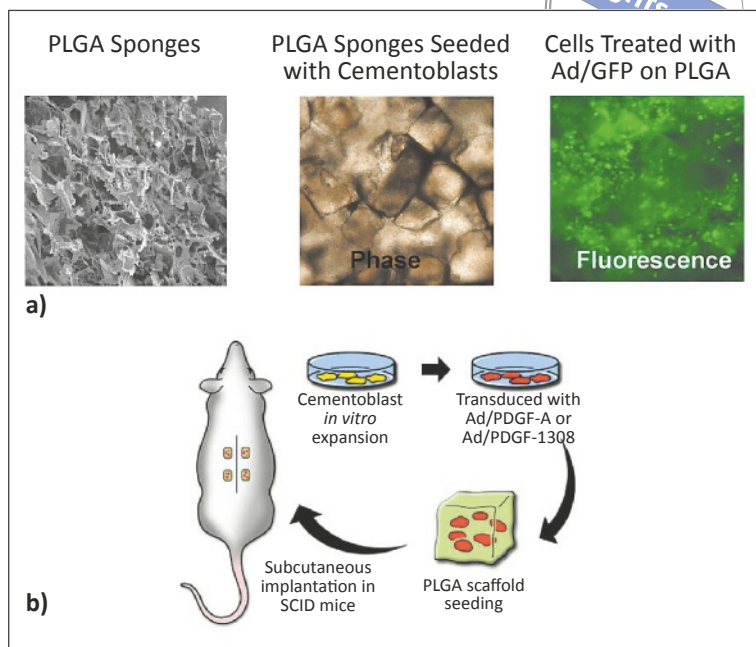 PLGA Sponges
PLGA Sponges Seeded
with Cementoblasts
Cells Treated with
Ad/GFP on PLGA
Phase
Fluorescence
a)
Cementoblast
in vitro
expansion
Transduced with
Ad/PDGF-A or
Ad/PDGF-1308
Subcutaneous
implantation in
SCID mice
PLGA scaffold
seeding
b)